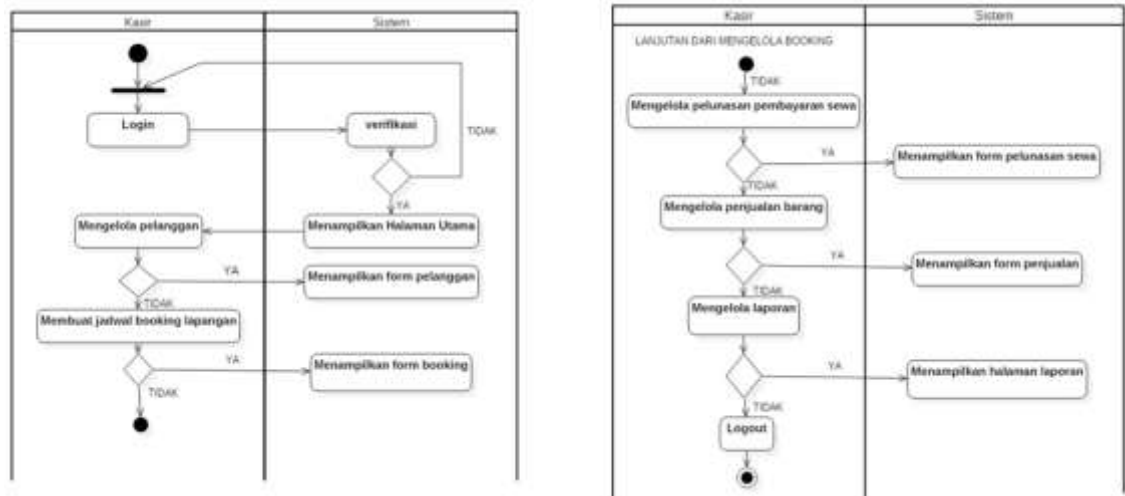 Kasir
Sistem
Login
verifikasi
TIDAK
YA
Mengelola pelanggan
Menampilkan Halaman Utama
YA
Menampilkan form pelanggan
TIDAK
Membuat jadwal booking lapangan
YA
Menampilkan form booking
TIDAK
Kasir
Sistem
LANJUTAN DARI MENGELOLA BOOKING
TIDAK
Mengelola pelunasan pembayaran sewa
YA
Menampilkan form pelunasan sewa
TIDAK
Mengelola penjualan barang
YA
Menampilkan form penjualan
TIDAK
Mengelola laporan
YA
Menampilkan halaman laporan
TIDAK
Logout